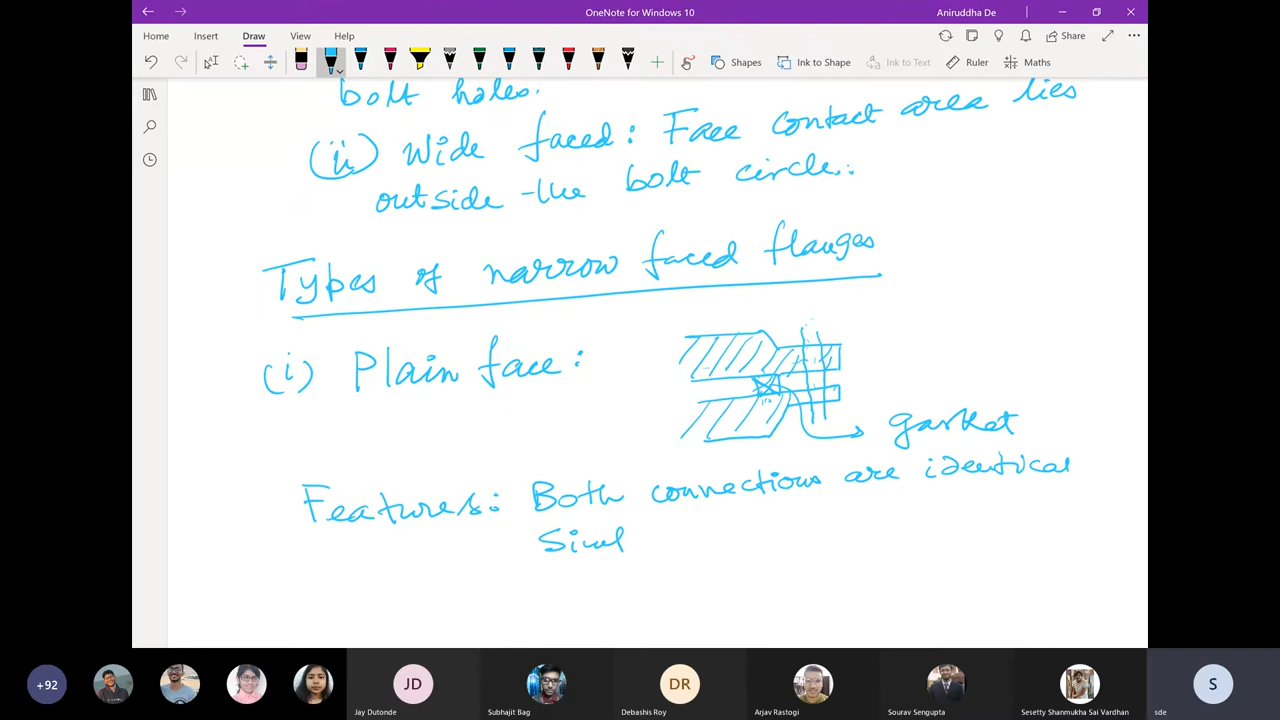 OneNote for Windows 10
Aniruddha De
Home Insert Draw View Help
Share
Shapes Ink to Shape Ink to Text Ruler Maths
bolt holes.
(ii) Wide faced: Face contact area lies
outside the bolt circle.
Types of narrow faced flanges
(i) Plain face:
gasket
Features: Both connections are identical
+92
JD
DR
S
Jay Dutonde
Subhajit Bag
Debashis Roy
Arjav Rastogi
Sourav Sengupta
Sesetty Shanmukha Sai Vardhan
sde